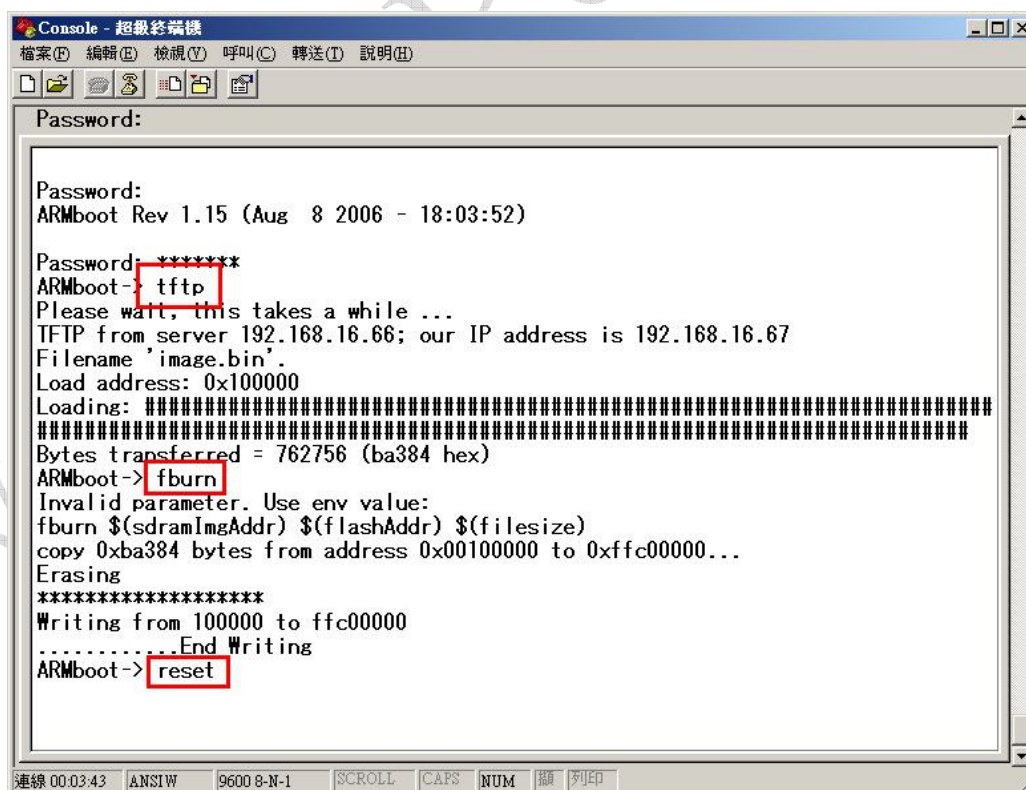 Console - 超級終端機
檔案(F) 編輯(E) 檢視(V) 呼叫(C) 轉送(T) 說明(H)
Password:
Password:
ARMboot Rev 1.15 (Aug  8 2006 - 18:03:52)
Password: *******
ARMboot-> tftp
Please wait, this takes a while ...
TFTP from server 192.168.16.66; our IP address is 192.168.16.67
Filename 'image.bin'.
Load address: 0x100000
Loading: #######################################################################
##############################################################################
Bytes transferred = 762756 (ba384 hex)
ARMboot-> fburn
Invalid parameter. Use env value:
fburn $(sdramImgAddr) $(flashAddr) $(filesize)
copy 0xba384 bytes from address 0x00100000 to 0xffc00000...
Erasing
*******************
Writing from 100000 to ffc00000
............End Writing
ARMboot-> reset
連線 00:03:43 ANSIW 9600 8-N-1 SCROLL CAPS NUM 擷 列印